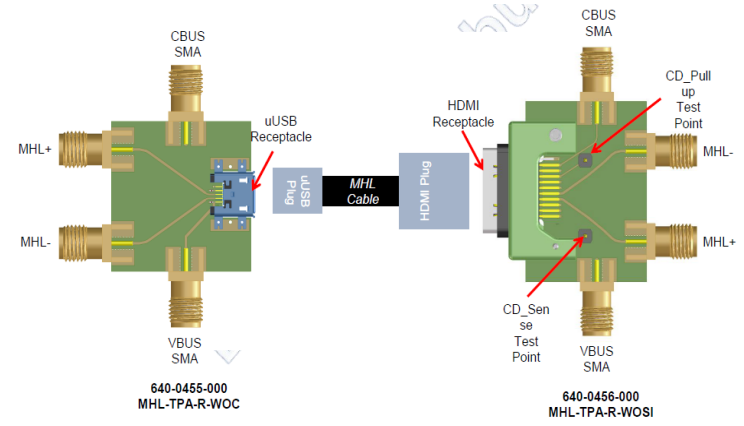 CBUS
SMA
MHL+
MHL-
uUSB
Receptacle
VBUS
SMA
640-0455-000
MHL-TPA-R-WOC
uUSB
Plug
MHL
Cable
HDMI Plug
HDMI
Receptacle
CBUS
SMA
CD_Pull
up
Test
Point
MHL-
MHL+
CD_Sen
se
Test
Point
VBUS
SMA
640-0456-000
MHL-TPA-R-WOSI